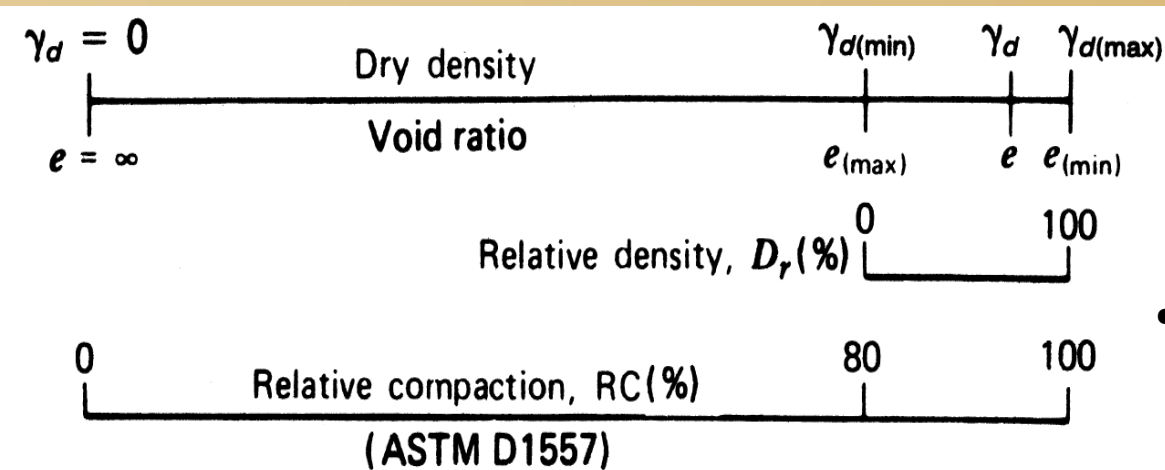 γd = 0
Dry density
γd(min)
γd
γd(max)
Void ratio
e = ∞
e(max)
e
e(min)
0
100
Relative density, Dr(%)
0
80
100
Relative compaction, RC(%)
(ASTM D1557)